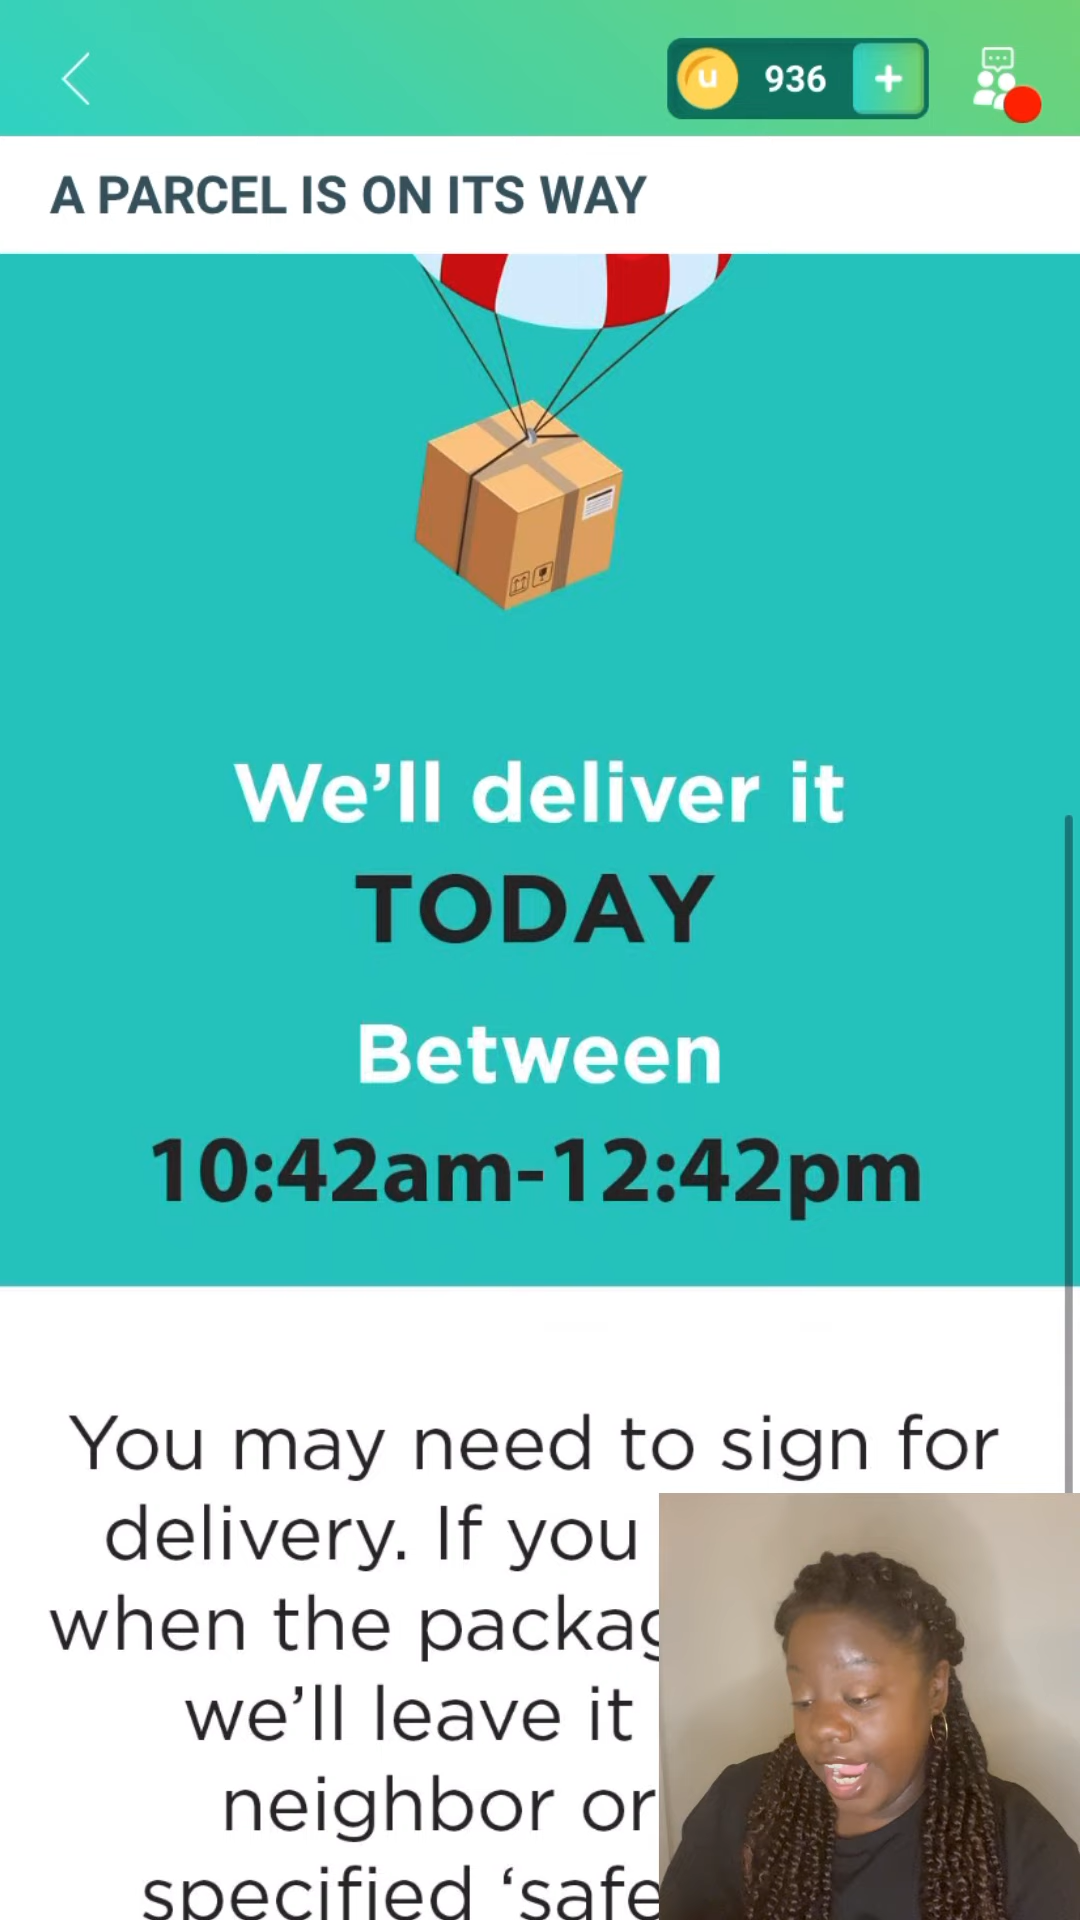 u 936 +
A PARCEL IS ON ITS WAY
We’ll deliver it
TODAY
Between
10:42am-12:42pm
You may need to sign for
delivery. If you
when the
we’ll leave it
neighbor or
specified